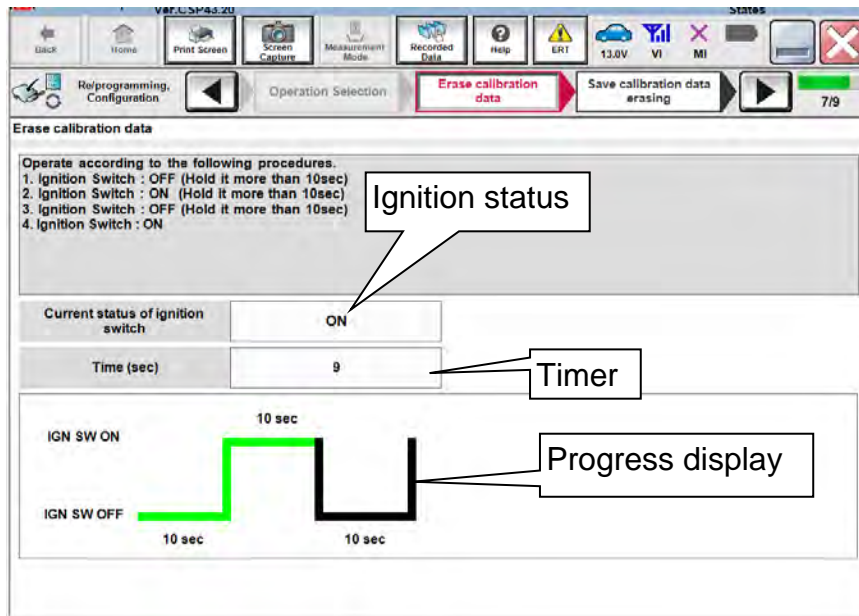 Ver.CSP43.20
States
Back
Home
Print Screen
Screen
Capture
Measurement
Mode
Recorded
Data
Help
ERT
13.0V
VI
MI
Re/programming,
Configuration
Operation Selection
Erase calibration
data
Save calibration data
erasing
7/9
Erase calibration data
Operate according to the following procedures.
1. Ignition Switch : OFF (Hold it more than 10sec)
2. Ignition Switch : ON (Hold it more than 10sec)
3. Ignition Switch : OFF (Hold it more than 10sec)
4. Ignition Switch : ON
Ignition status
Current status of ignition
switch
ON
Time (sec)
9
Timer
10 sec
IGN SW ON
Progress display
IGN SW OFF
10 sec
10 sec